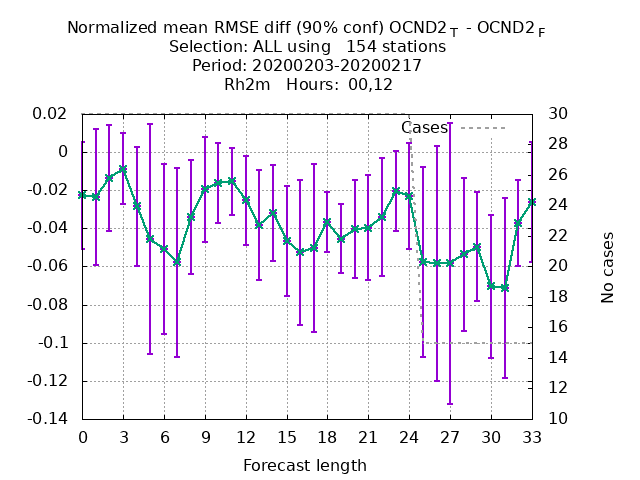 Normalized mean RMSE diff (90% conf) OCND2 T - OCND2 F
Selection: ALL using 154 stations
Period: 20200203-20200217
Rh2m Hours: 00,12
Cases
0.02
0
-0.02
-0.04
-0.06
-0.08
-0.1
-0.12
-0.14
30
28
26
24
22
20
18
16
14
12
10
No cases
0 3 6 9 12 15 18 21 24 27 30 33
Forecast length